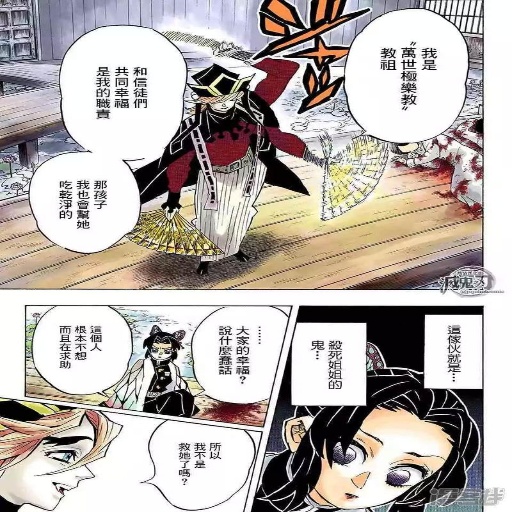 我是
“萬世極樂教”
教祖
和信徒們
共同幸福
是我的職責
那孩子
我也會幫她
吃乾淨的
這傢伙就是…
殺死姐姐的
鬼…
……
大家的幸福?
說什麼蠢話
這個人
根本不想
而且在求助
所以
我不是
救她了嗎?